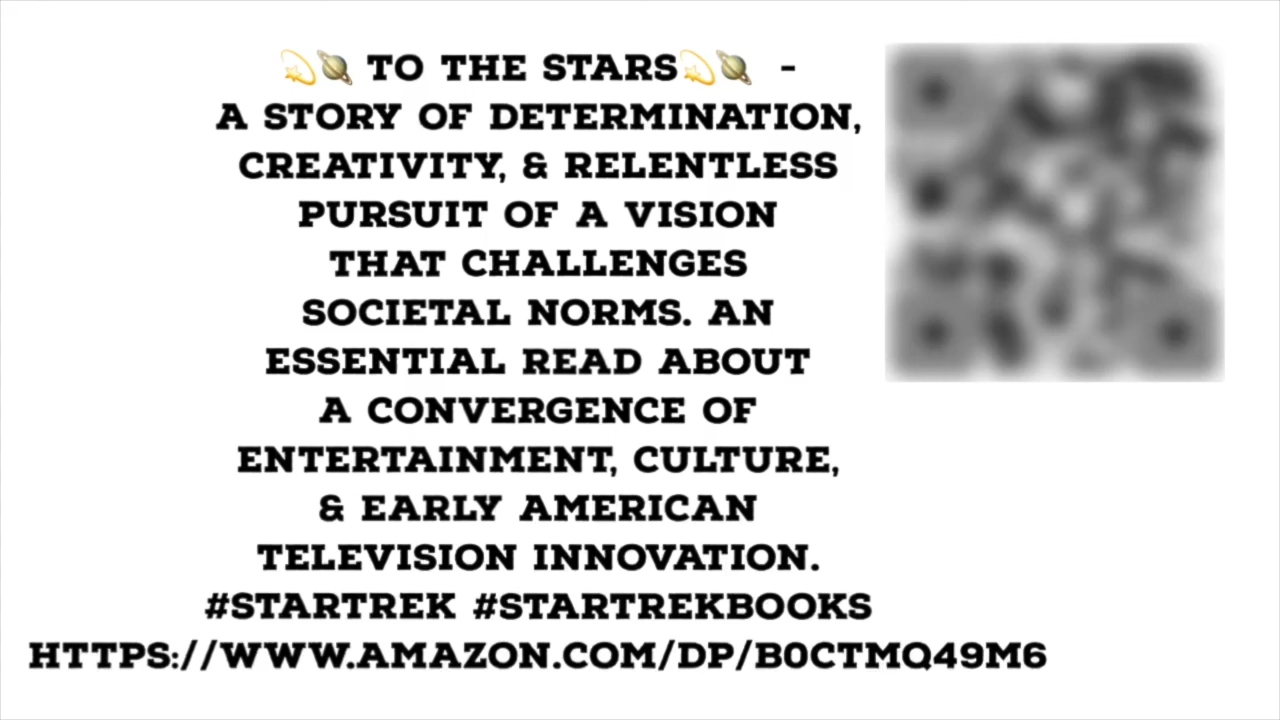 💫🪐 TO THE STARS💫🪐 -
A STORY OF DETERMINATION,
CREATIVITY, & RELENTLESS
PURSUIT OF A VISION
THAT CHALLENGES
SOCIETAL NORMS. AN
ESSENTIAL READ ABOUT
A CONVERGENCE OF
ENTERTAINMENT, CULTURE,
& EARLY AMERICAN
TELEVISION INNOVATION.
#STARTREK #STARTREKBOOKS
HTTPS://WWW.AMAZON.COM/DP/B0CTMQ49M6